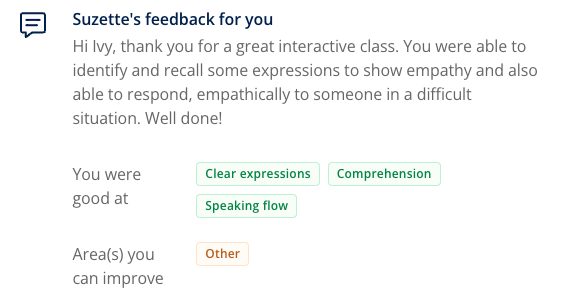 Suzette's feedback for you
Hi Ivy, thank you for a great interactive class. You were able to
identify and recall some expressions to show empathy and also
able to respond, empathically to someone in a difficult
situation. Well done!
You were
good at
Clear expressions Comprehension
Speaking flow
Area(s) you
can improve
Other